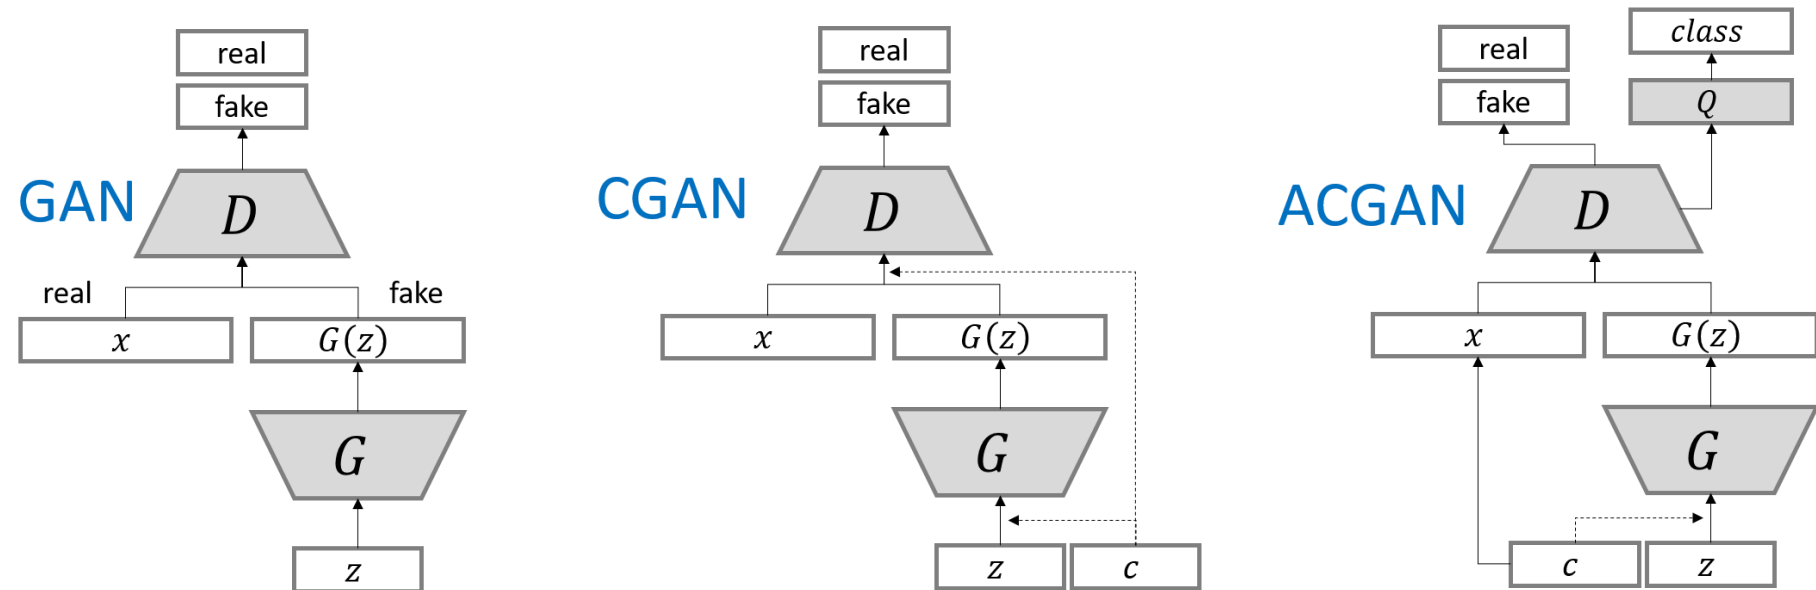 GAN
real
fake
D
real
fake
x
G(z)
G
z
CGAN
real
fake
D
x
G(z)
G
z
c
ACGAN
real
fake
class
Q
D
x
G(z)
G
c
z